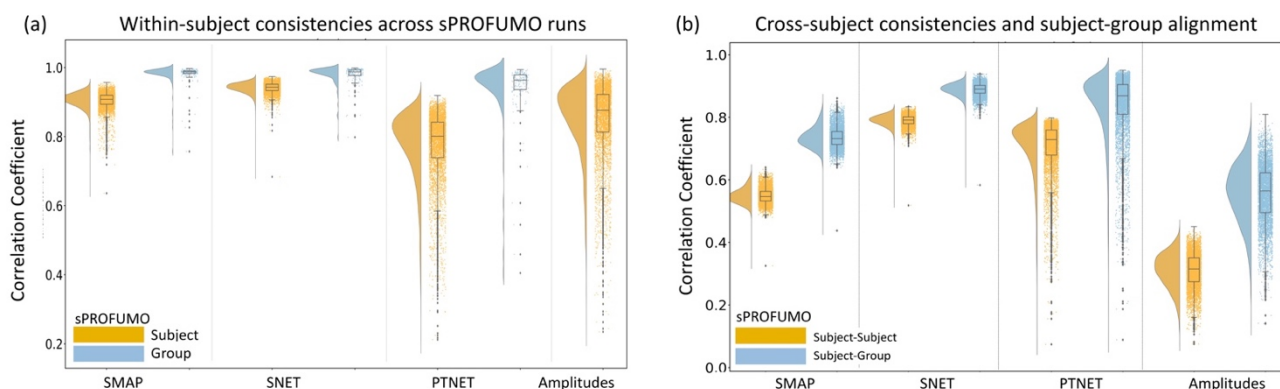 (a) Within-subject consistencies across sPROFUMO runs
Correlation Coefficient
1.0
0.8
0.6
0.4
0.2
sPROFUMO
Subject
Group
SMAP SNET PTNET Amplitudes
(b) Cross-subject consistencies and subject-group alignment
Correlation Coefficient
1.0
0.8
0.6
0.4
0.2
0.0
sPROFUMO
Subject-Subject
Subject-Group
SMAP SNET PTNET Amplitudes